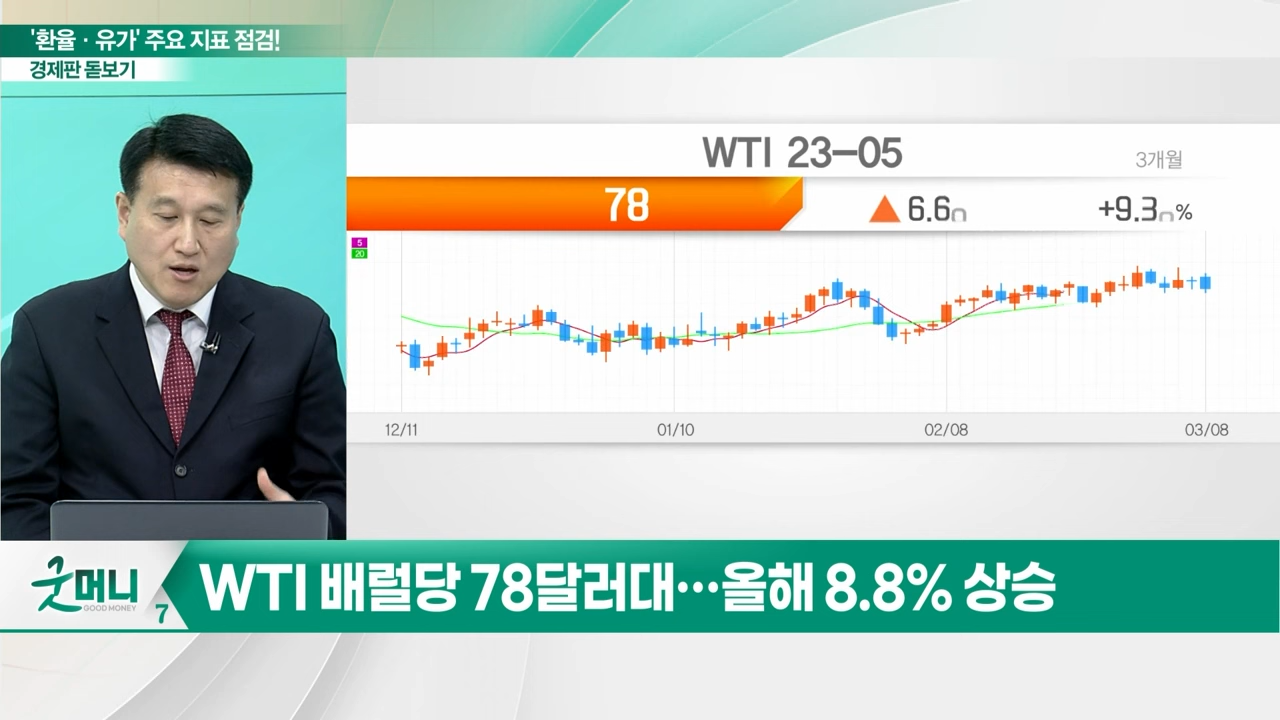 '환율·유가' 주요 지표 점검!
경제판 돋보기
WTI 23-05
3개월
78
▲ 6.6
+9.3 %
5
20
12/11
01/10
02/08
03/08
굿머니
GOOD MONEY
7
WTI 배럴당 78달러대…올해 8.8% 상승